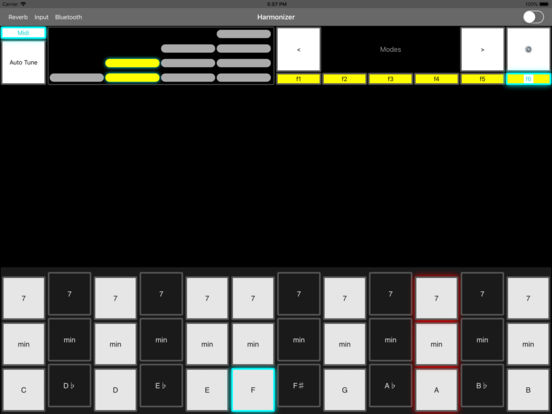 Carrier 5:37 PM 100%
Reverb Input Bluetooth Harmonizer
Midi
Auto Tune
< Modes >
f1 f2 f3 f4 f5 f6
7 7 7 7 7 7 7 7 7 7 7 7
min min min min min min min min min min min min
C D♭ D E♭ E F F♯ G A♭ A B♭ B